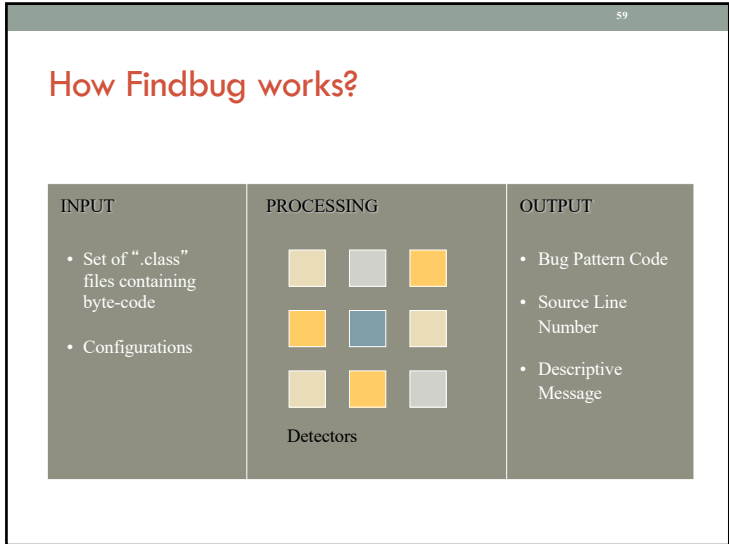 59
How Findbug works?
INPUT
• Set of “.class”
files containing
byte-code
• Configurations
PROCESSING
Detectors
OUTPUT
• Bug Pattern Code
• Source Line
Number
• Descriptive
Message